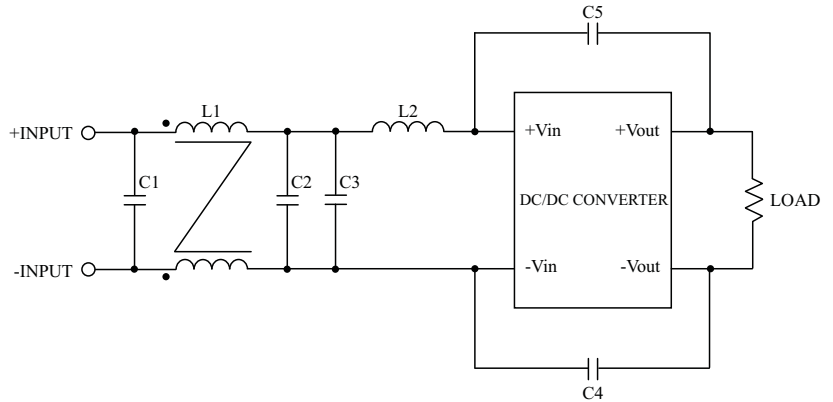 C5
L1
L2
+INPUT
+Vin
+Vout
C1
C2
C3
DC/DC CONVERTER
LOAD
-INPUT
-Vin
-Vout
C4